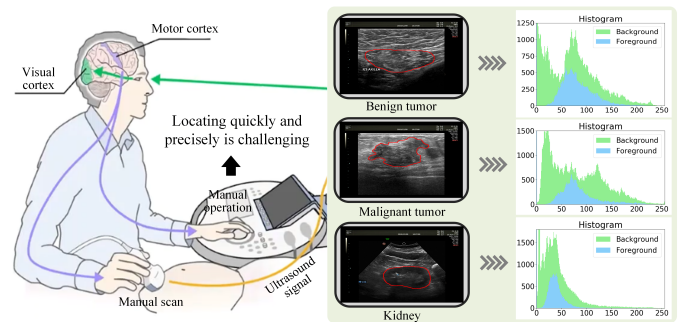 Motor cortex
Visual
cortex
Locating quickly and
precisely is challenging
Manual
operation
Manual scan
Ultrasound
signal
Benign tumor
Malignant tumor
Kidney
Histogram
Background
Foreground
1250
1000
750
500
250
0
0 50 100 150 200 250
Histogram
Background
Foreground
1500
1000
500
0
0 50 100 150 200 250
Histogram
Background
Foreground
1500
1000
500
0
0 50 100 150 200 250